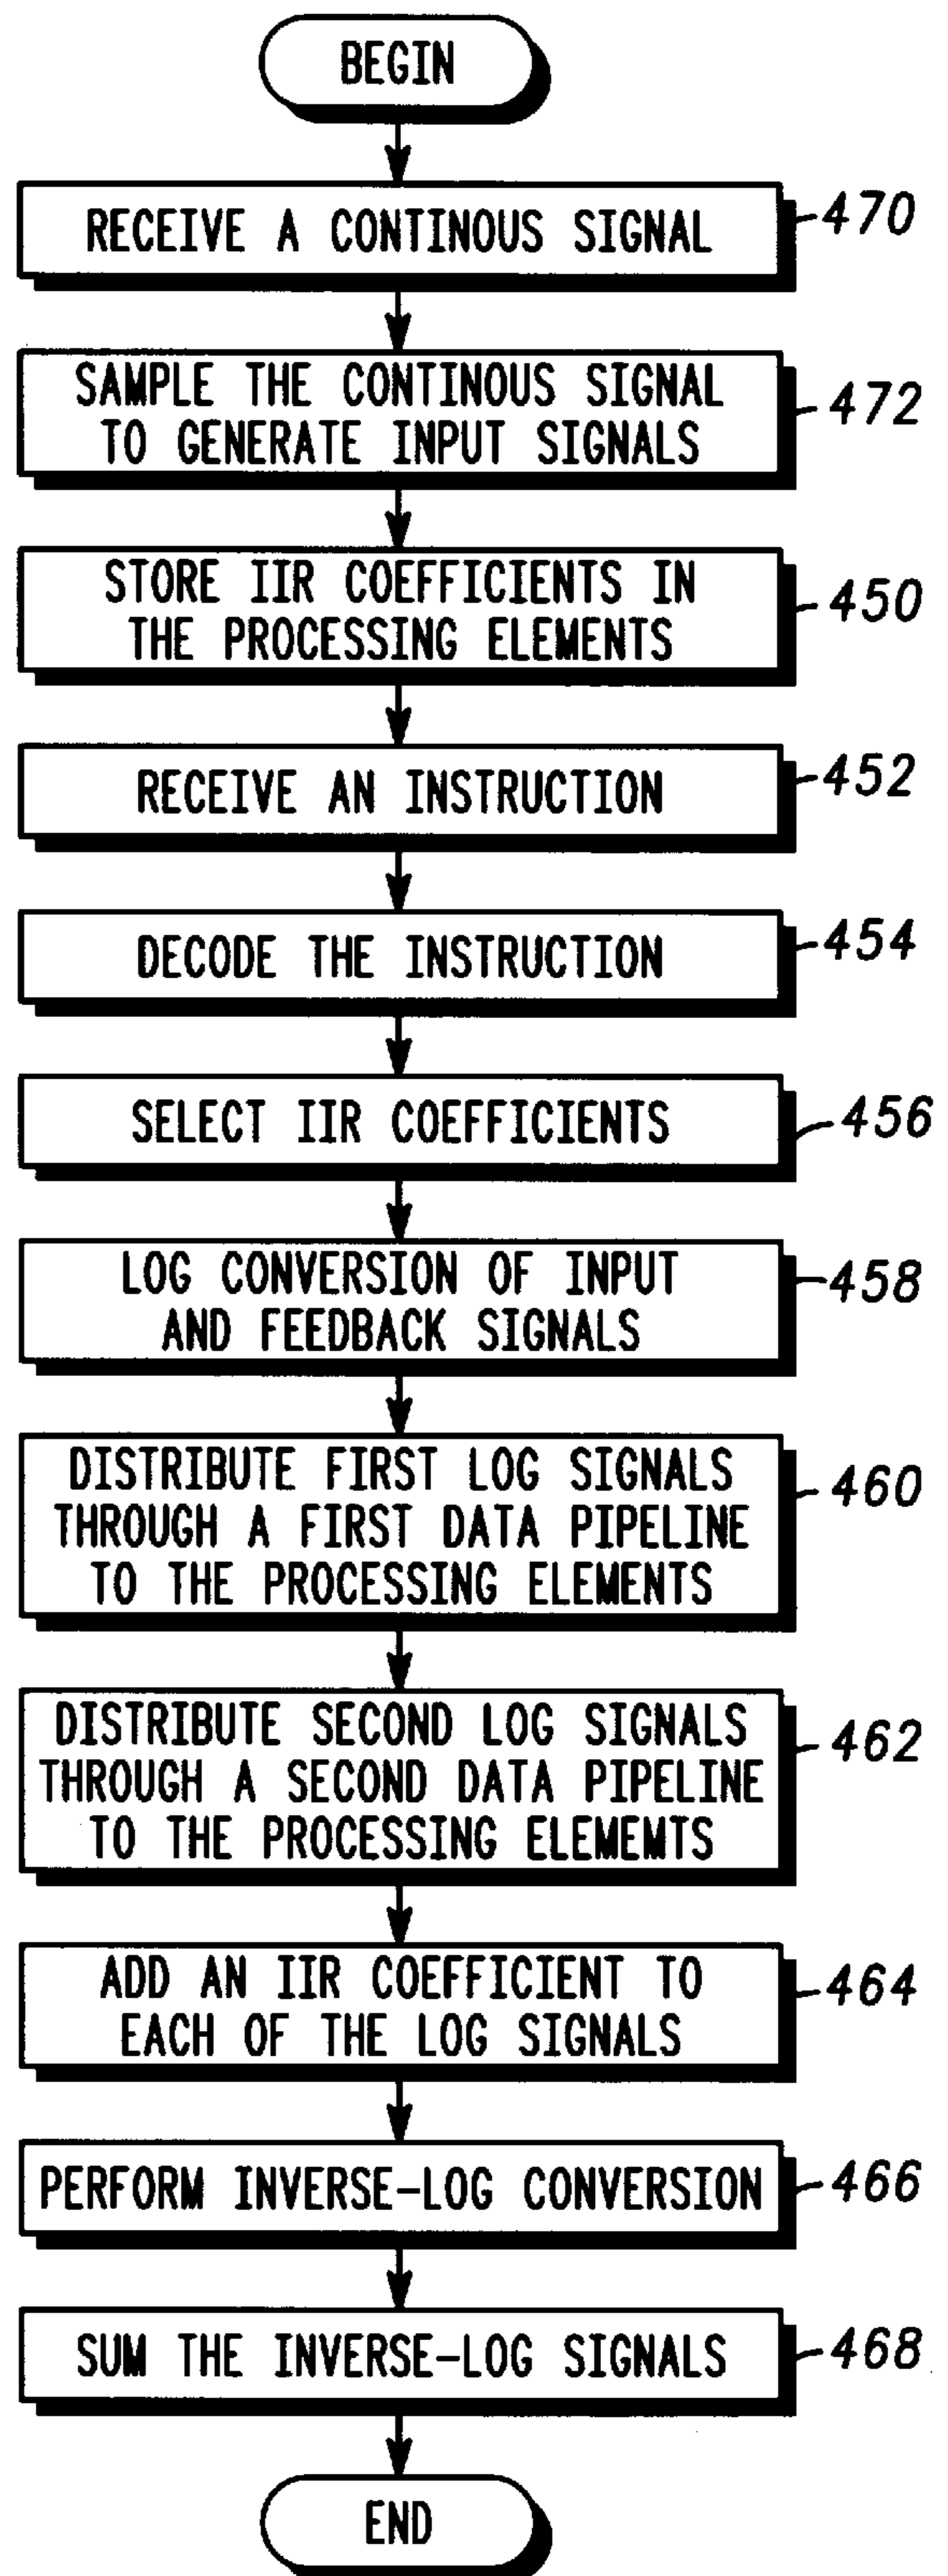 BEGIN
RECEIVE A CONTINOUS SIGNAL
470
SAMPLE THE CONTINOUS SIGNAL
TO GENERATE INPUT SIGNALS
472
STORE IIR COEFFICIENTS IN
THE PROCESSING ELEMENTS
450
RECEIVE AN INSTRUCTION
452
DECODE THE INSTRUCTION
454
SELECT IIR COEFFICIENTS
456
LOG CONVERSION OF INPUT
AND FEEDBACK SIGNALS
458
DISTRIBUTE FIRST LOG SIGNALS
THROUGH A FIRST DATA PIPELINE
TO THE PROCESSING ELEMENTS
460
DISTRIBUTE SECOND LOG SIGNALS
THROUGH A SECOND DATA PIPELINE
TO THE PROCESSING ELEMEMTS
462
ADD AN IIR COEFFICIENT TO
EACH OF THE LOG SIGNALS
464
PERFORM INVERSE-LOG CONVERSION
466
SUM THE INVERSE-LOG SIGNALS
468
END